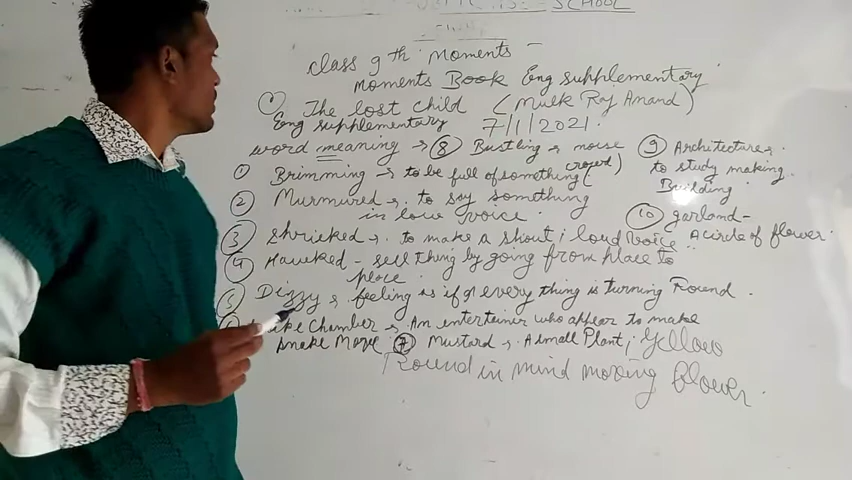 SCHOOL
Class 9th Moments -
Moments Book Eng supplementary
① The lost child (Mulk Raj Anand)
Eng supplementary 7/1/2021.
word meaning → ⑧ Bustling → noise (crowd)
① Brimming → to be full of something
② Murmured → to say something
in low voice.
③ Shrieked → to make a shout; loud voice
④ Hawked - sell thing by going from place to
place
⑤ Dizzy → feeling as if every thing is turning Round.
Chamber → An entertainer who appear to make
snake Move ⑦ Mustard → A small Plant; yellow
Round in mind moving flower.
⑨ Architecture →
to study making
Building
⑩ garland -
A circle of flower.